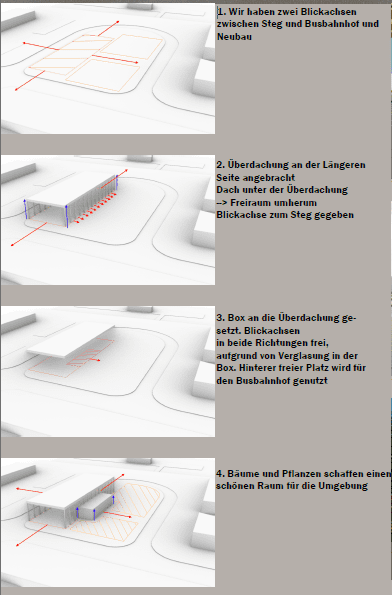 1. Wir haben zwei Blickachsen
zwischen Steg und Busbahnhof und
Neubau
2. Überdachung an der Längeren
Seite angebracht
Dach unter der Überdachung
--> Freiraum umherum
Blickachse zum Steg gegeben
3. Box an die Überdachung ge-
setzt. Blickachsen
in beide Richtungen frei,
aufgrund von Verglasung in der
Box. Hinterer freier Platz wird für
den Busbahnhof genutzt
4. Bäume und Pflanzen schaffen einen
schönen Raum für die Umgebung